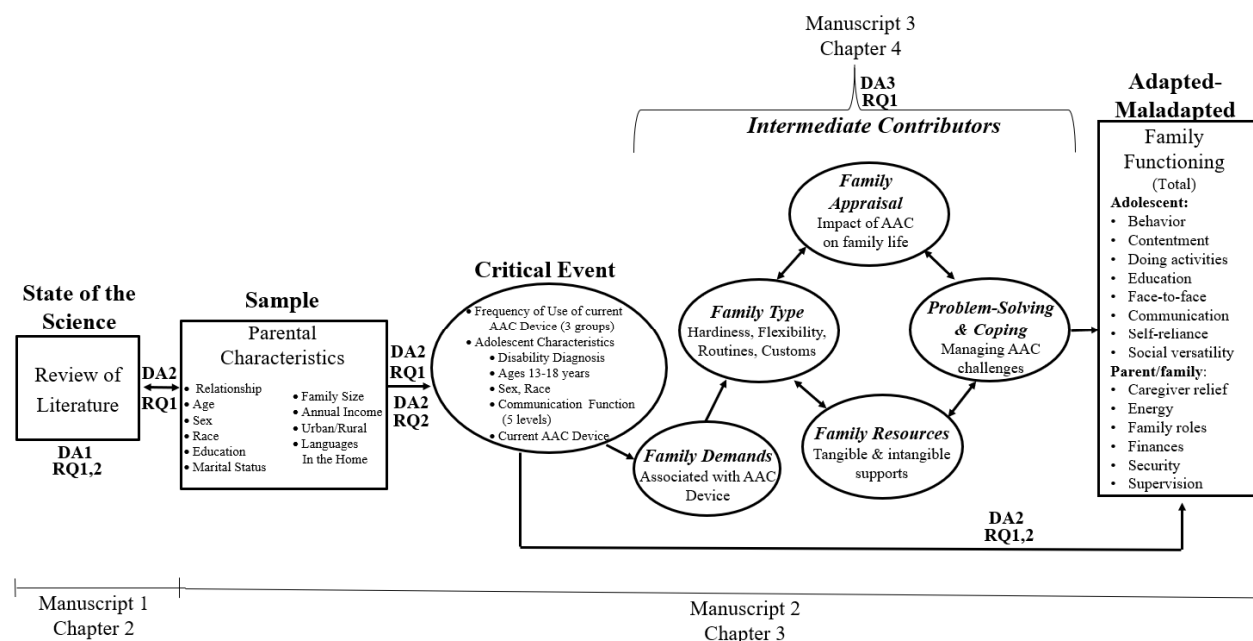 Manuscript 3
Chapter 4
DA3
RQ1
Intermediate Contributors
Adapted-
Maladapted
Family
Functioning
(Total)
Adolescent:
• Behavior
• Contentment
• Doing activities
• Education
• Face-to-face
• Communication
• Self-reliance
• Social versatility
Parent/family:
• Caregiver relief
• Energy
• Family roles
• Finances
• Security
• Supervision
State of the
Science
Review of
Literature
DA1
RQ1,2
DA2
RQ1
Sample
Parental
Characteristics
• Relationship
• Age
• Sex
• Race
• Education
• Marital Status
• Family Size
• Annual Income
• Urban/Rural
• Languages
In the Home
DA2
RQ1
DA2
RQ2
Critical Event
• Frequency of Use of current
AAC Device (3 groups)
• Adolescent Characteristics
• Disability Diagnosis
• Ages 13-18 years
• Sex, Race
• Communication Function
(5 levels)
• Current AAC Device
Family Demands
Associated with AAC
Device
Family Type
Hardiness, Flexibility,
Routines, Customs
Family
Appraisal
Impact of AAC
on family life
Problem-Solving
& Coping
Managing AAC
challenges
Family Resources
Tangible & intangible
supports
DA2
RQ1,2
Manuscript 1
Chapter 2
Manuscript 2
Chapter 3